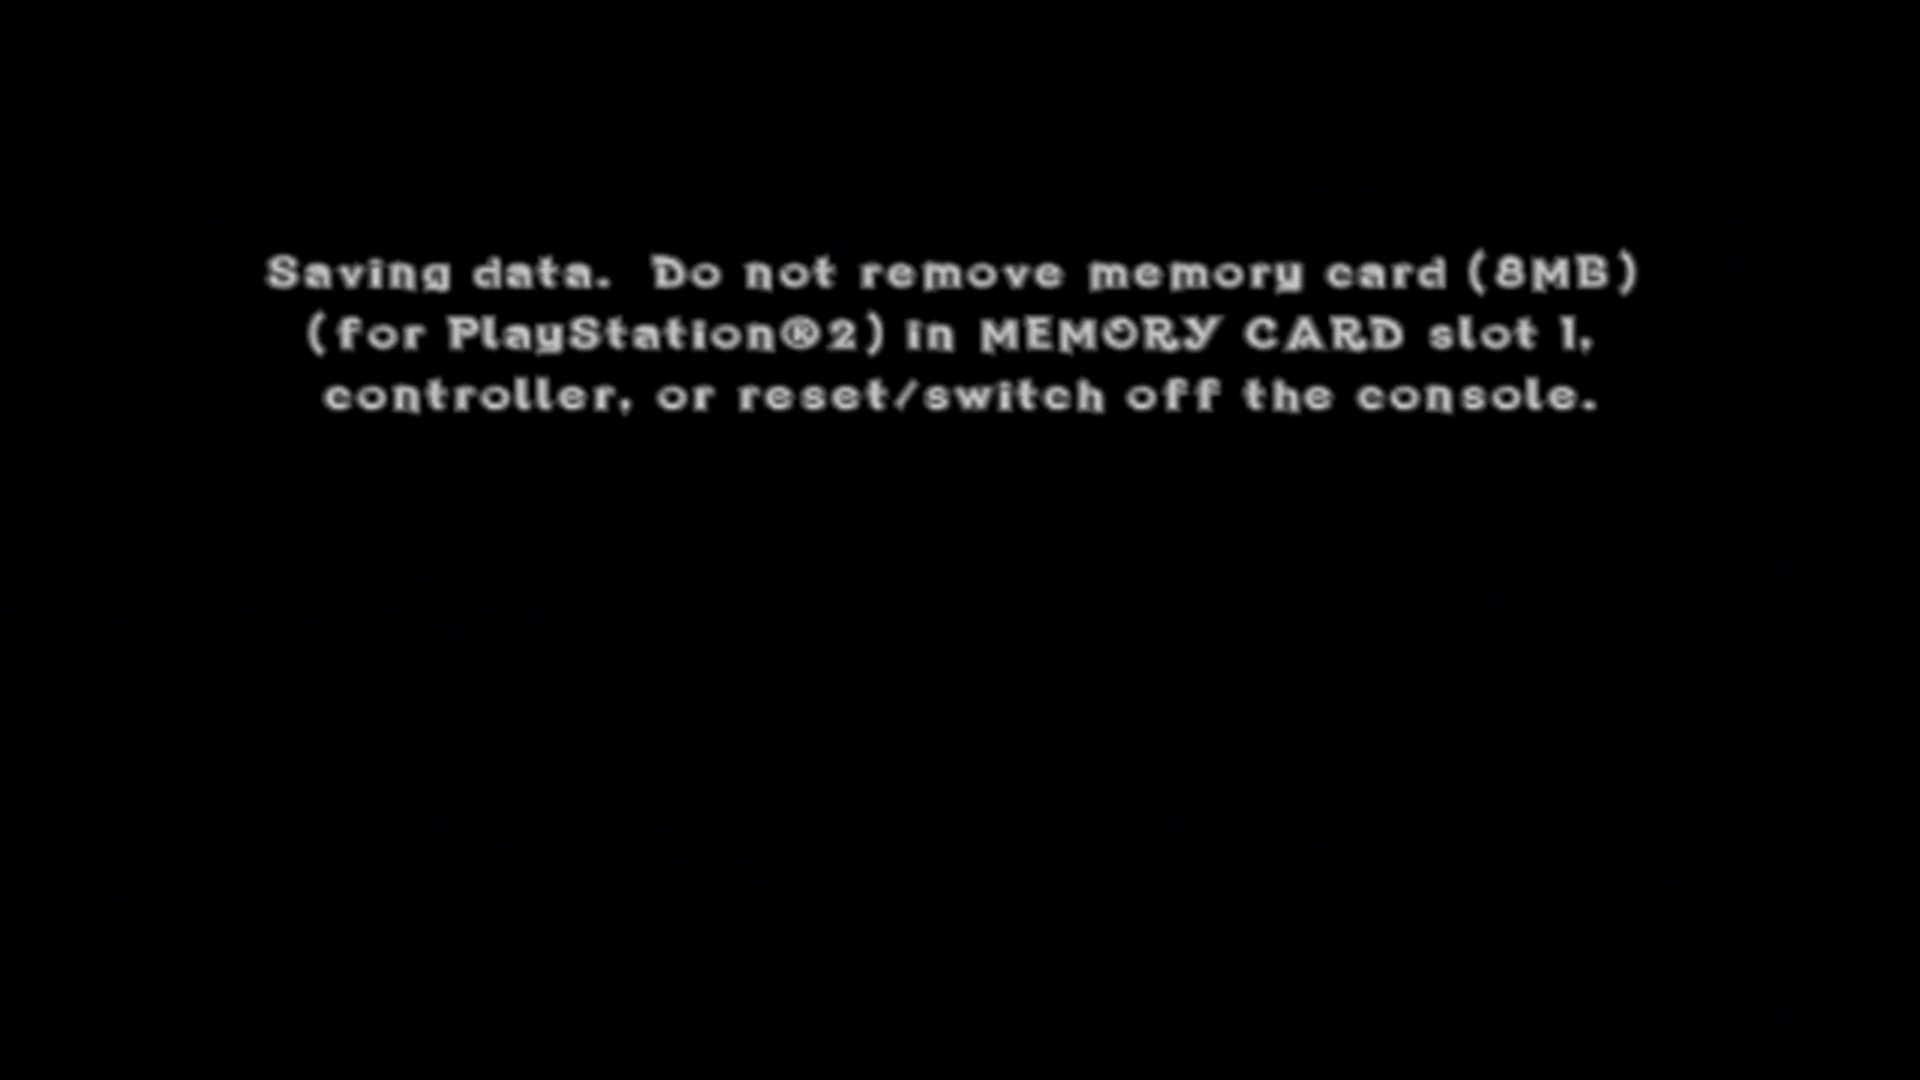 Saving data.  Do not remove memory card (8MB)
(for PlayStation®2) in MEMORY CARD slot 1,
controller, or reset/switch off the console.